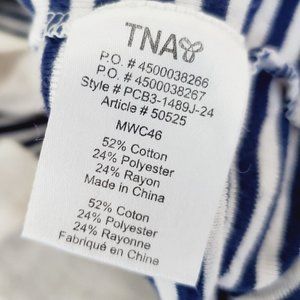 TNA
P.O. # 4500038266
P.O. # 4500038267
Style # PCB3-1489J-24
Article # 50525
MWC46
52% Cotton
24% Polyester
24% Rayon
Made in China
52% Coton
24% Polyester
24% Rayonne
Fabriqué en Chine